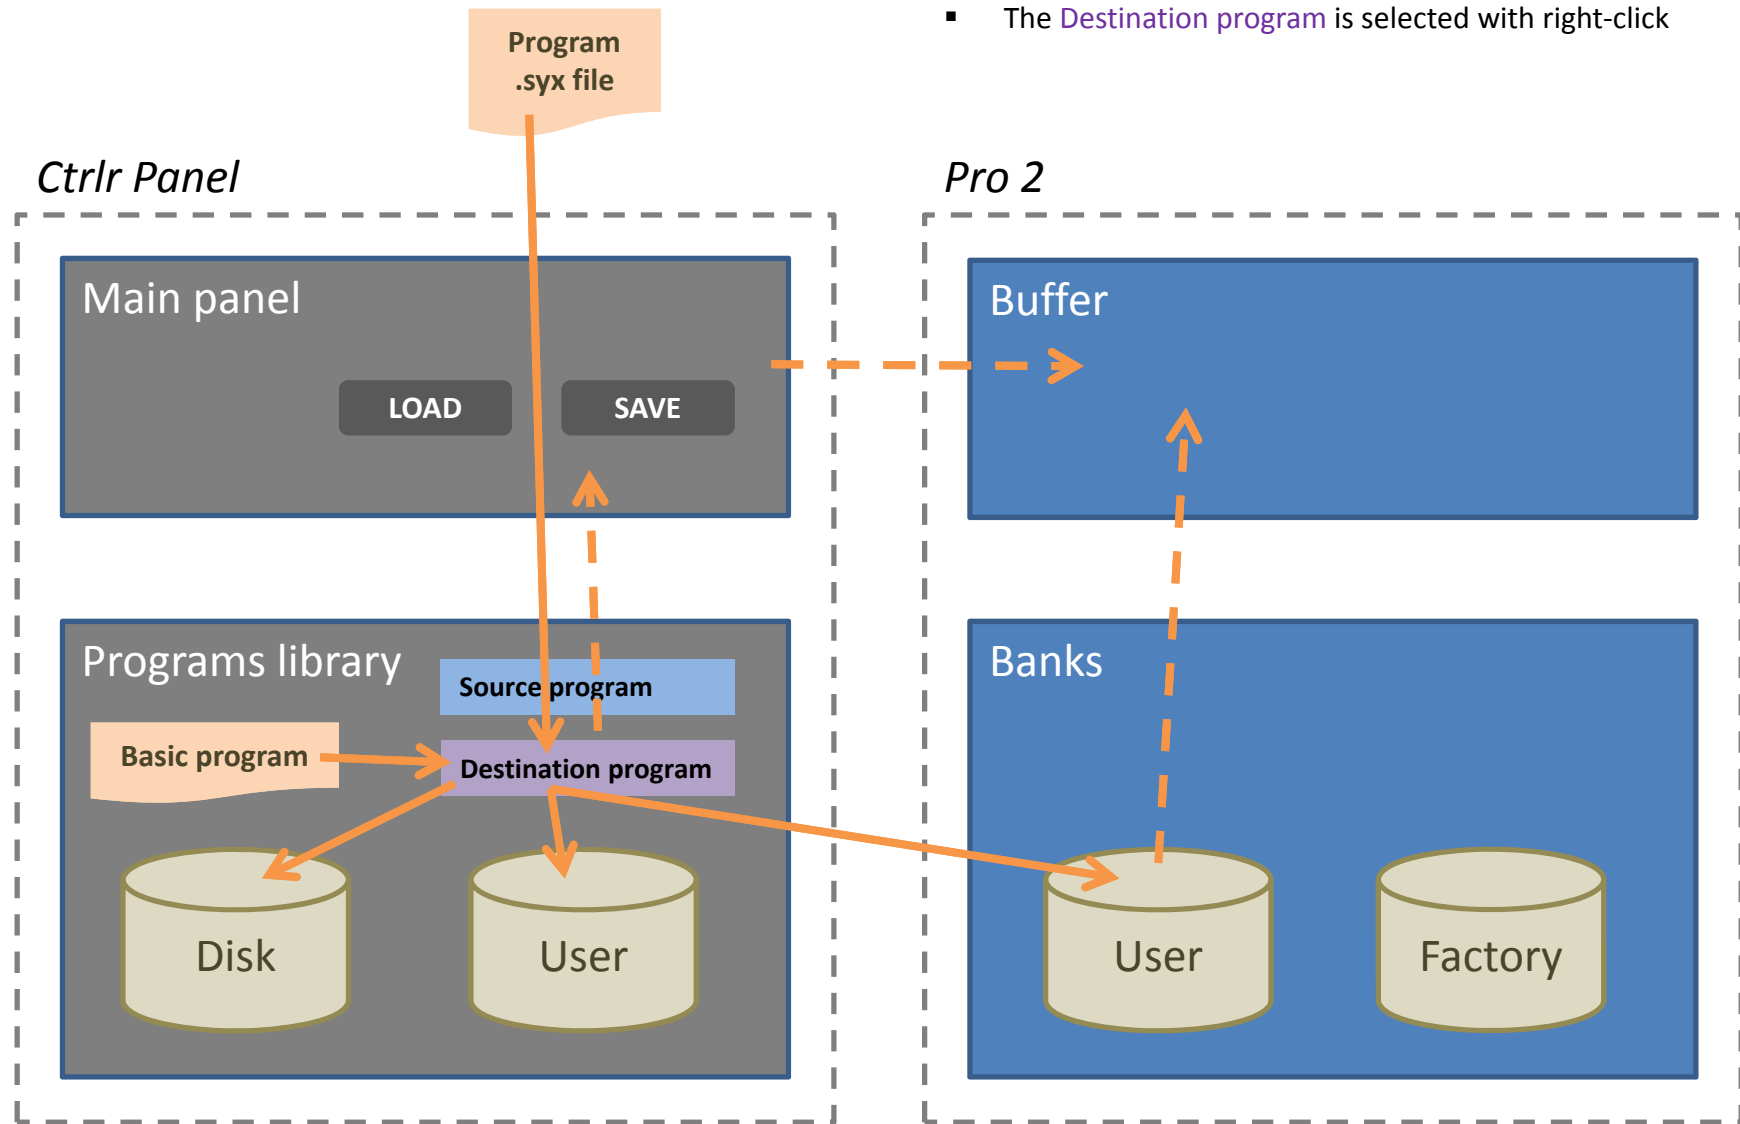 ▪ The Destination program is selected with right-click
Program
.syx file
Ctrlr Panel
Pro 2
Main panel
LOAD
SAVE
Buffer
Programs library
Source program
Basic program
Destination program
Disk
User
Banks
User
Factory